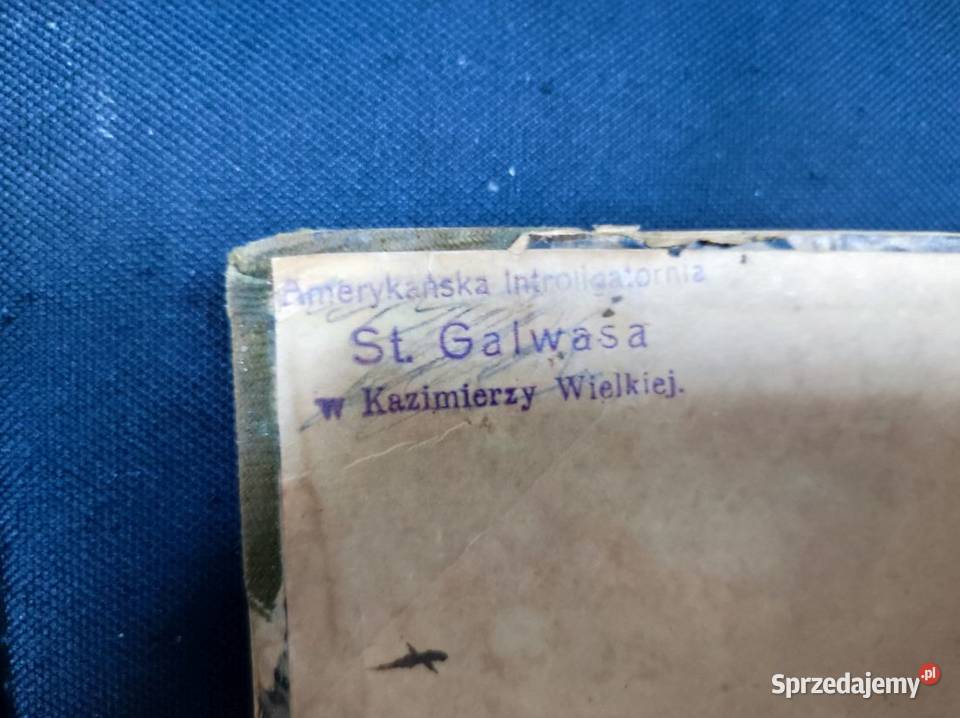 Amerykańska Introligatornia
St. Galwasa
w Kazimierzy Wielkiej.
Sprzedajemy.pl